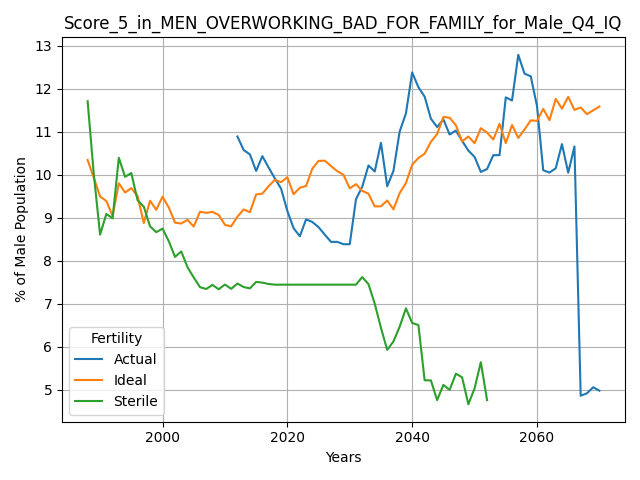 Score_5_in_MEN_OVERWORKING_BAD_FOR_FAMILY_for_Male_Q4_IQ
% of Male Population
13
12
11
10
9
8
7
6
5
Fertility
Actual
Ideal
Sterile
2000
2020
2040
2060
Years